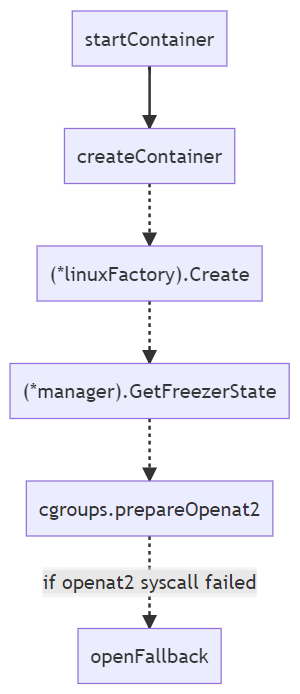 startContainer
createContainer
(*linuxFactory).Create
(*manager).GetFreezerState
cgroups.prepareOpenat2
if openat2 syscall failed
openFallback